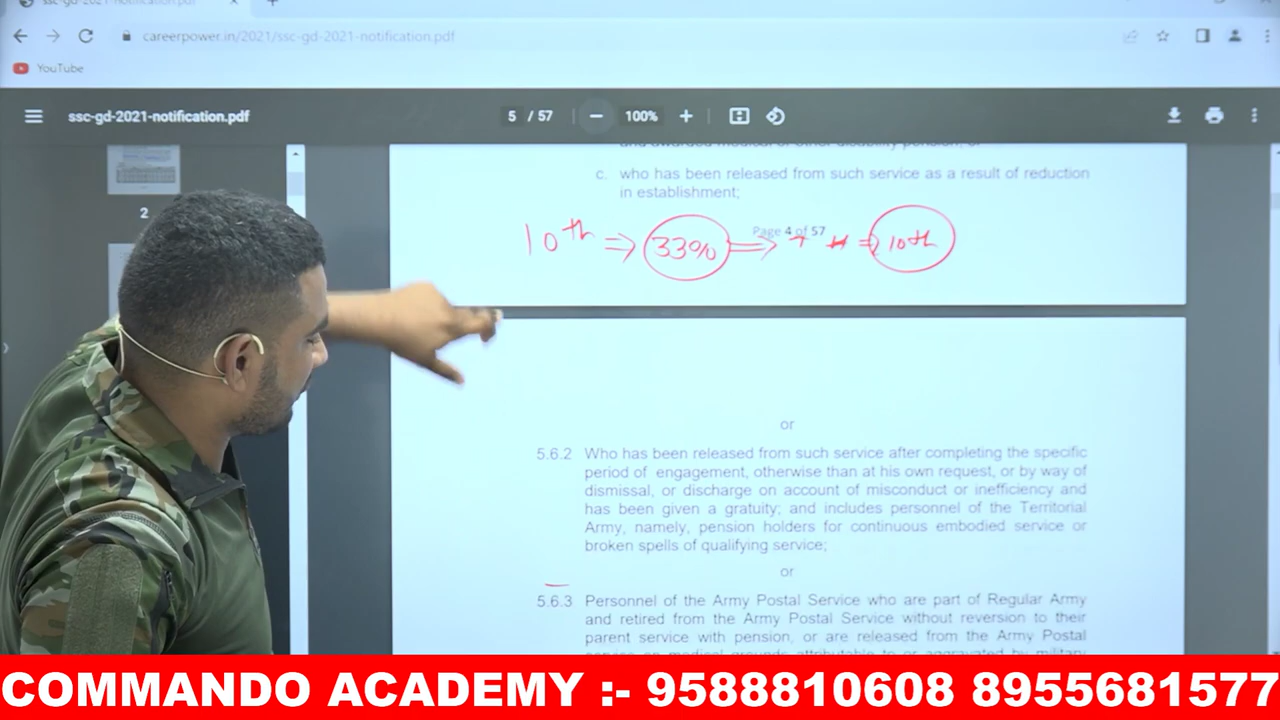 ssc-gd-2021-notification.pdf
careerpower.in/2021/ssc-gd-2021-notification.pdf
YouTube
ssc-gd-2021-notification.pdf
5 / 57
100%
2
c. who has been released from such service as a result of reduction
in establishment;
Page 4 of 57
10th ⇒ 33% ⇒ ⇒ 10th
or
5.6.2 Who has been released from such service after completing the specific
period of engagement, otherwise than at his own request, or by way of
dismissal, or discharge on account of misconduct or inefficiency and
has been given a gratuity; and includes personnel of the Territorial
Army, namely, pension holders for continuous embodied service or
broken spells of qualifying service;
or
5.6.3 Personnel of the Army Postal Service who are part of Regular Army
and retired from the Army Postal Service without reversion to their
parent service with pension, or are released from the Army Postal
COMMANDO ACADEMY :- 9588810608 8955681577